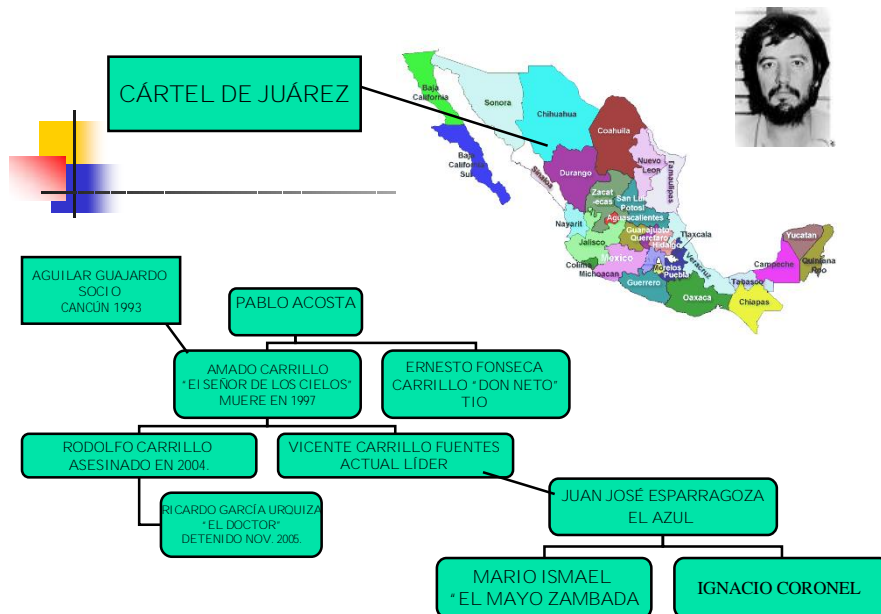 CÁRTEL DE JUÁREZ
Baja
California
Sonora
Chihuahua
Coahuila
Baja
California
Sur
Sinaloa
Durango
Nuevo
Leon
Tamaulipas
Zacat
-ecas
San Luis
Potosi
Aguascalientes
Nayarit
Jalisco
Guanajuato
Queretaro
Hidalgo
Tlaxcala
Veracruz
Colima
Mexico
Michoacan
Morelos
Puebla
Guerrero
Oaxaca
Tabasco
Chiapas
Campeche
Yucatan
Quintana
Roo
AGUILAR GUAJARDO
SOCIO
CANCÚN 1993
PABLO ACOSTA
AMADO CARRILLO
"El SEÑOR DE LOS CIELOS"
MUERE EN 1997
ERNESTO FONSECA
CARRILLO "DON NETO"
TIO
RODOLFO CARRILLO
ASESINADO EN 2004.
VICENTE CARRILLO FUENTES
ACTUAL LÍDER
RICARDO GARCÍA URQUIZA
"EL DOCTOR"
DETENIDO NOV. 2005.
JUAN JOSÉ ESPARRAGOZA
EL AZUL
MARIO ISMAEL
"EL MAYO ZAMBADA
IGNACIO CORONEL